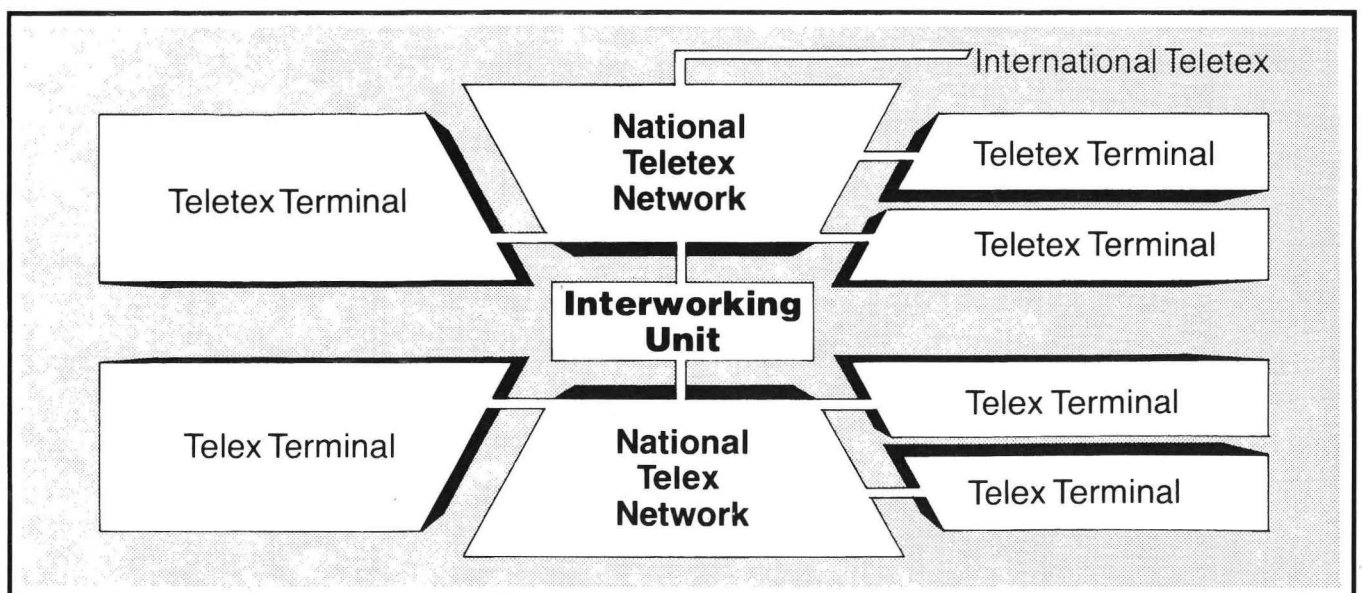 International Teletex
National
Teletex
Network
Teletex Terminal
Teletex Terminal
Teletex Terminal
Interworking
Unit
Telex Terminal
National
Telex
Network
Telex Terminal
Telex Terminal